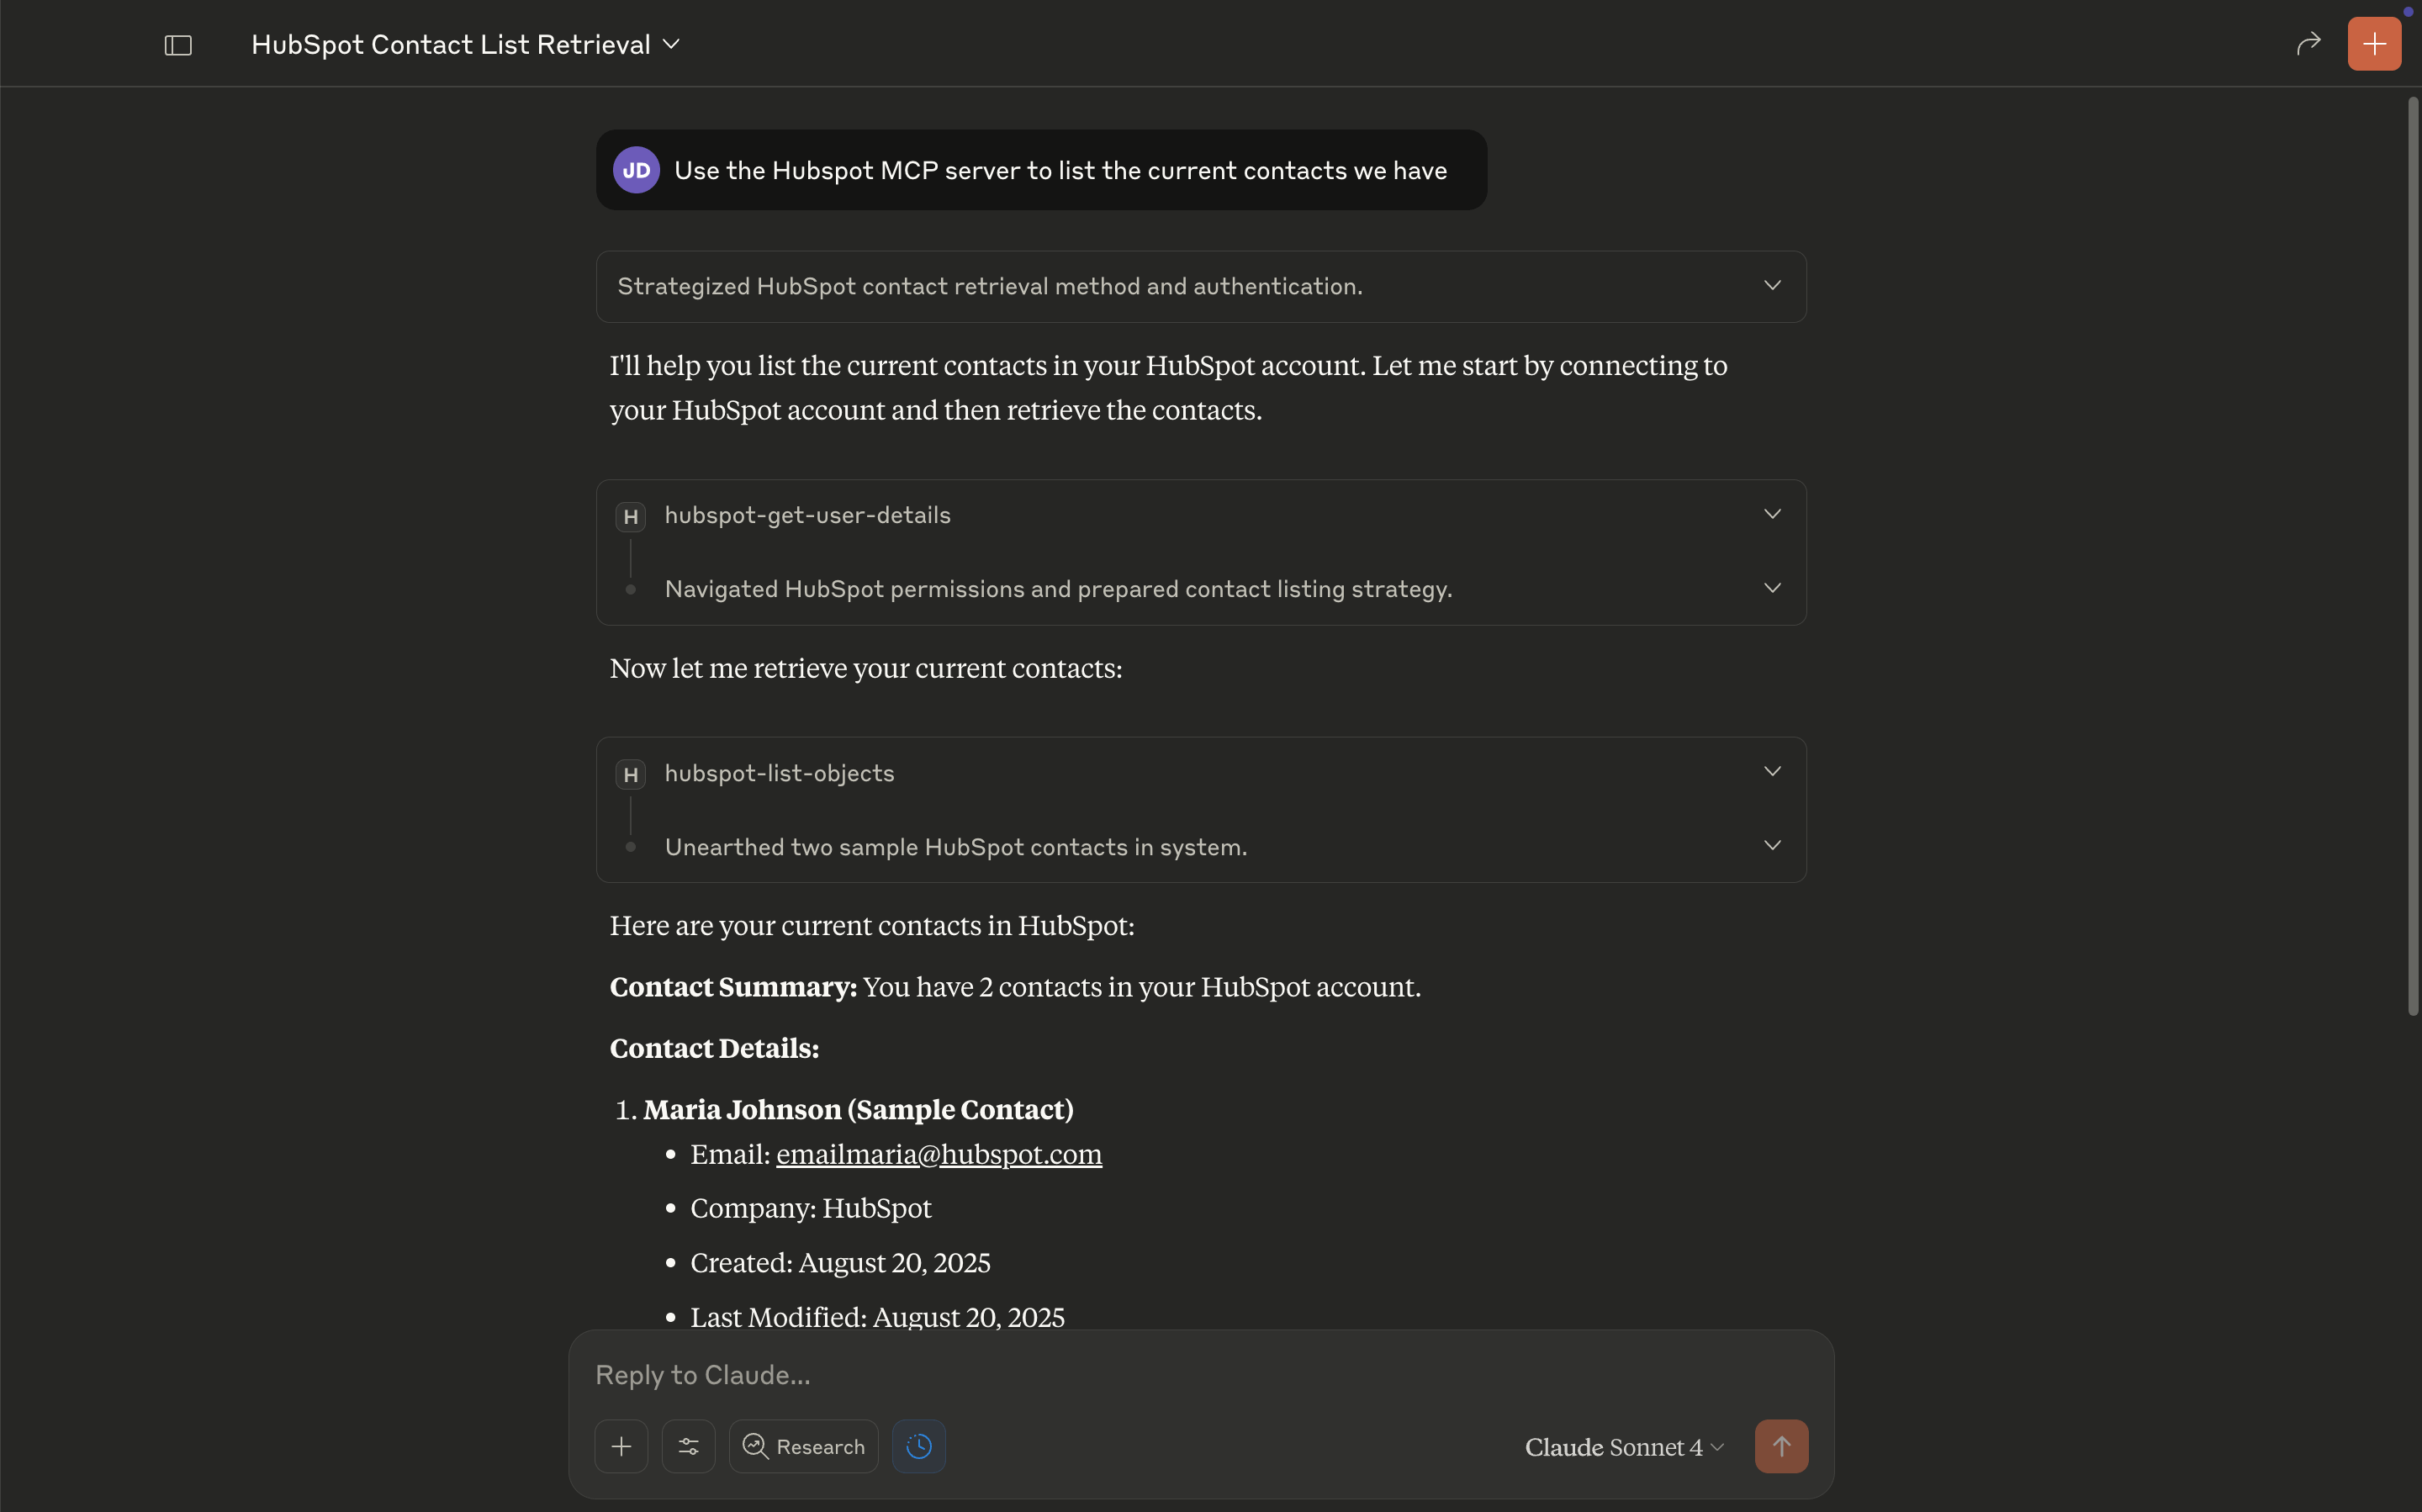 HubSpot Contact List Retrieval
JD Use the Hubspot MCP server to list the current contacts we have
Strategized HubSpot contact retrieval method and authentication.
I'll help you list the current contacts in your HubSpot account. Let me start by connecting to
your HubSpot account and then retrieve the contacts.
H hubspot-get-user-details
Navigated HubSpot permissions and prepared contact listing strategy.
Now let me retrieve your current contacts:
H hubspot-list-objects
Unearthed two sample HubSpot contacts in system.
Here are your current contacts in HubSpot:
Contact Summary: You have 2 contacts in your HubSpot account.
Contact Details:
1. Maria Johnson (Sample Contact)
• Email: emailmaria@hubspot.com
• Company: HubSpot
• Created: August 20, 2025
• Last Modified: August 20, 2025
Reply to Claude...
Research
Claude Sonnet 4